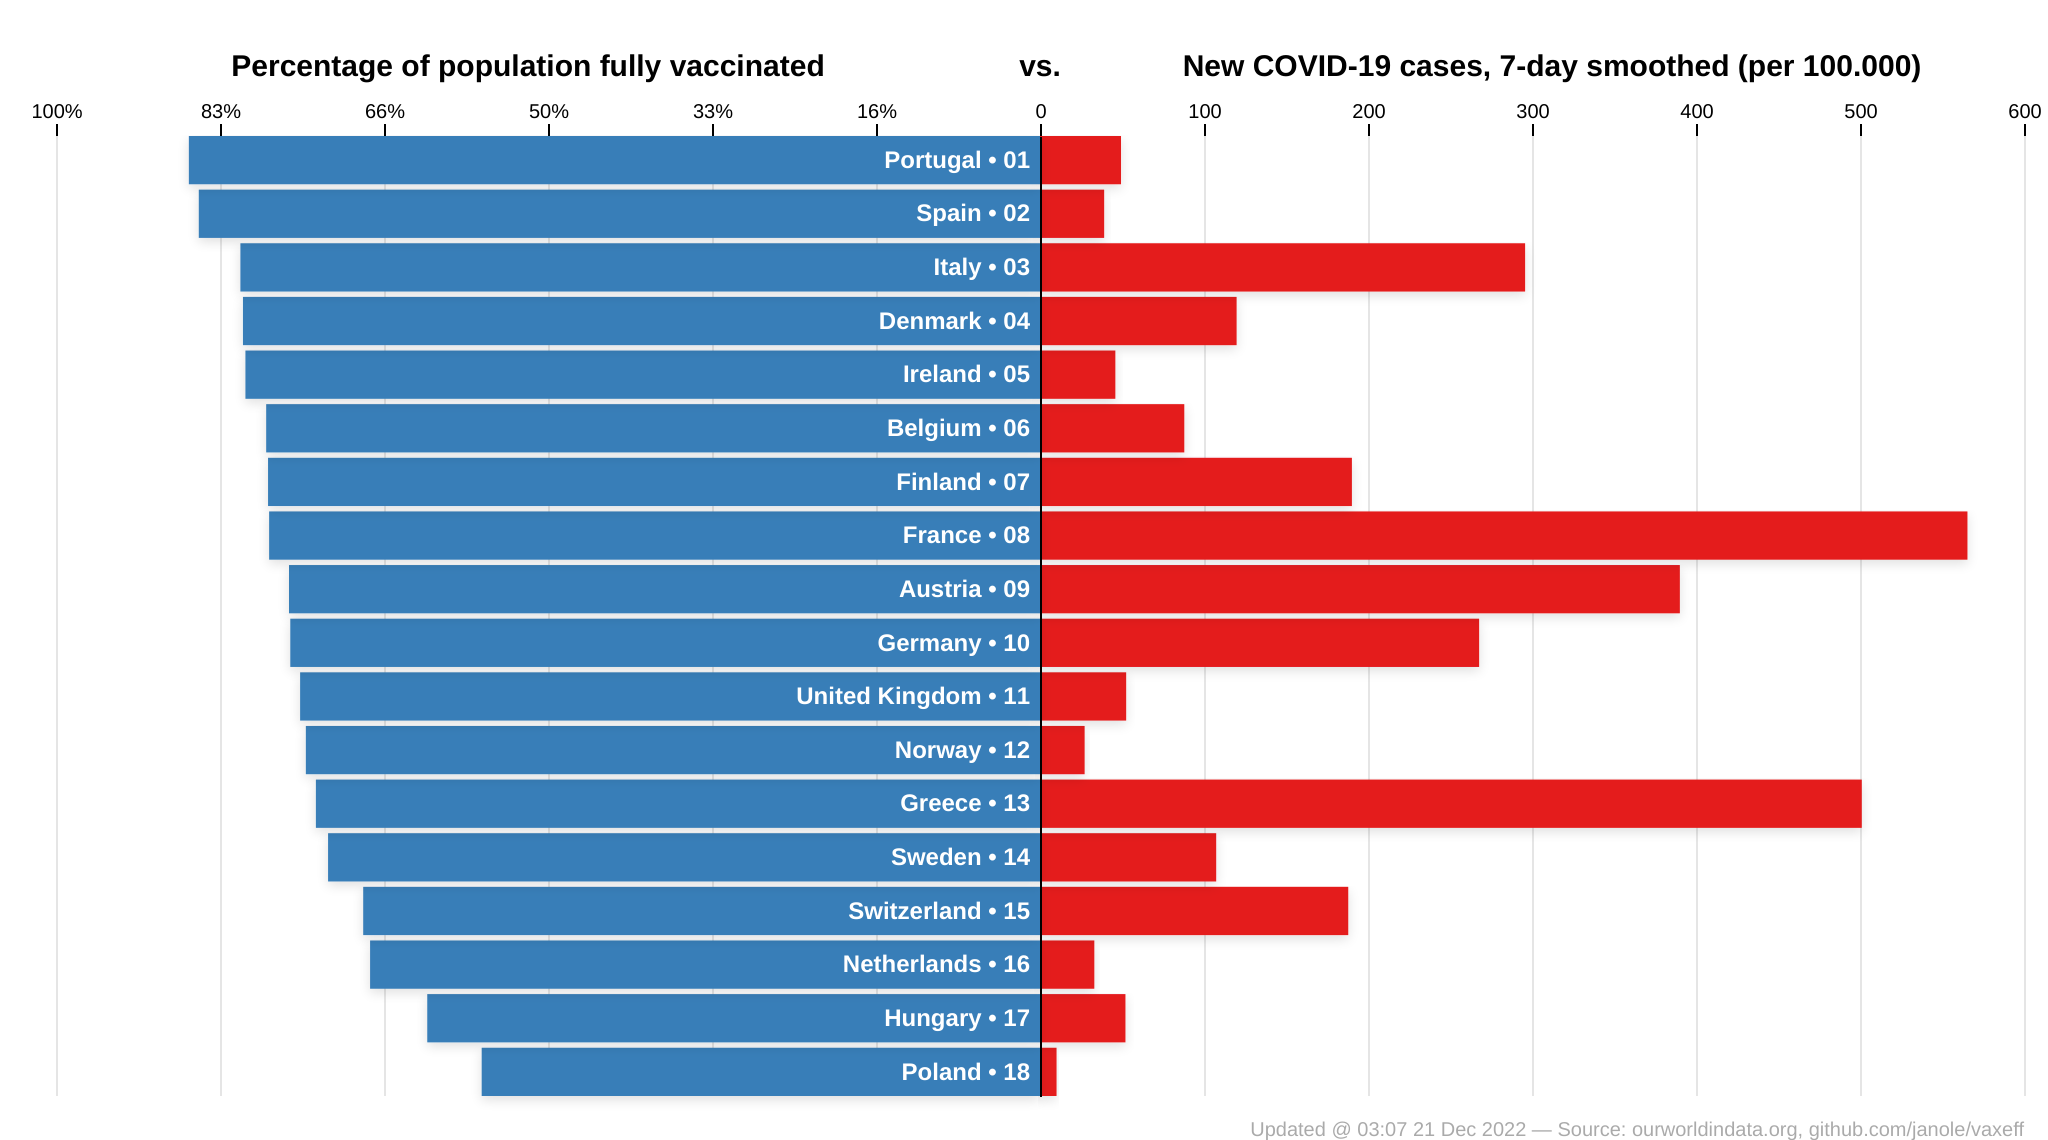 Percentage of population fully vaccinated vs. New COVID-19 cases, 7-day smoothed (per 100.000)
100% 83% 66% 50% 33% 16% 0 100 200 300 400 500 600
Portugal • 01
Spain • 02
Italy • 03
Denmark • 04
Ireland • 05
Belgium • 06
Finland • 07
France • 08
Austria • 09
Germany • 10
United Kingdom • 11
Norway • 12
Greece • 13
Sweden • 14
Switzerland • 15
Netherlands • 16
Hungary • 17
Poland • 18
Updated @ 03:07 21 Dec 2022 — Source: ourworldindata.org, github.com/janole/vaxeff